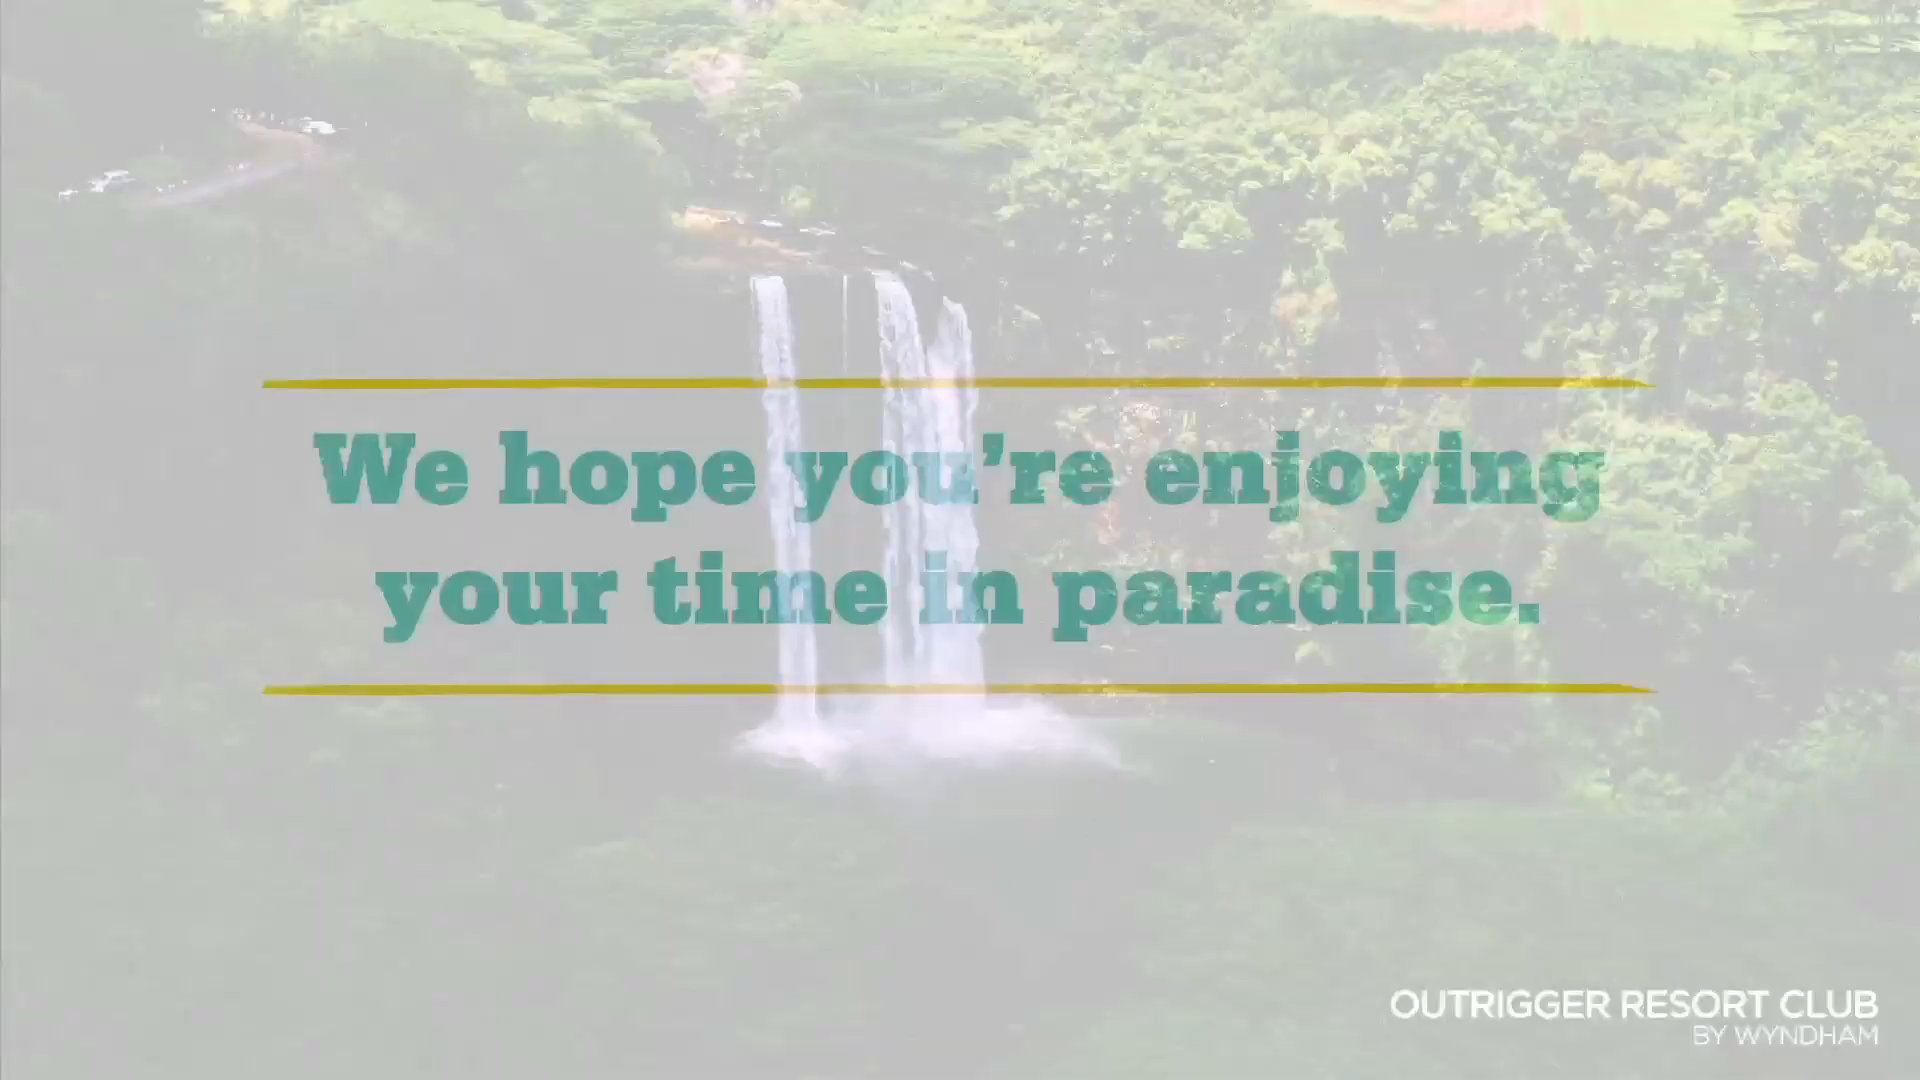 We hope you're enjoying
your time in paradise.
OUTRIGGER RESORT CLUB
BY WYNDHAM